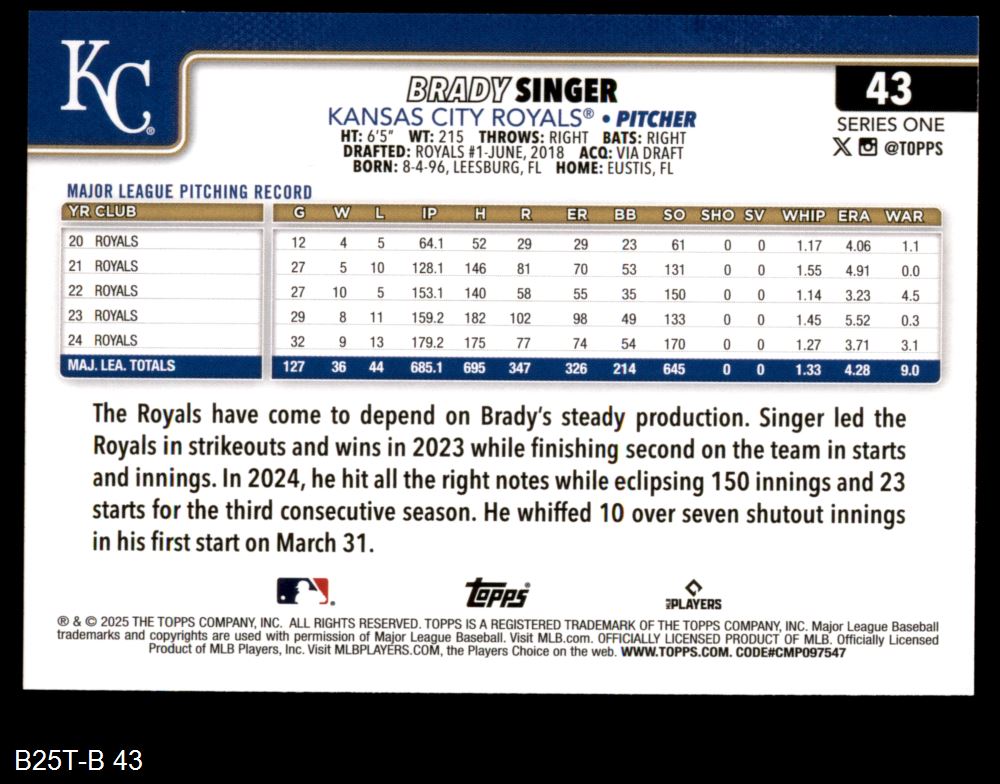 KC®
BRADY SINGER
43
KANSAS CITY ROYALS® • PITCHER
SERIES ONE
HT: 6'5" WT: 215 THROWS: RIGHT BATS: RIGHT
@TOPPS
DRAFTED: ROYALS #1-JUNE, 2018 ACQ: VIA DRAFT
BORN: 8-4-96, LEESBURG, FL HOME: EUSTIS, FL
MAJOR LEAGUE PITCHING RECORD
YR CLUB G W L IP H R ER BB SO SHO SV WHIP ERA WAR
20 ROYALS 12 4 5 64.1 52 29 29 23 61 0 0 1.17 4.06 1.1
21 ROYALS 27 5 10 128.1 146 81 70 53 131 0 0 1.55 4.91 0.0
22 ROYALS 27 10 5 153.1 140 58 55 35 150 0 0 1.14 3.23 4.5
23 ROYALS 29 8 11 159.2 182 102 98 49 133 0 0 1.45 5.52 0.3
24 ROYALS 32 9 13 179.2 175 77 74 54 170 0 0 1.27 3.71 3.1
MAJ. LEA. TOTALS 127 36 44 685.1 695 347 326 214 645 0 0 1.33 4.28 9.0
The Royals have come to depend on Brady's steady production. Singer led the
Royals in strikeouts and wins in 2023 while finishing second on the team in starts
and innings. In 2024, he hit all the right notes while eclipsing 150 innings and 23
starts for the third consecutive season. He whiffed 10 over seven shutout innings
in his first start on March 31.
Topps® MLB PLAYERS
® & © 2025 THE TOPPS COMPANY, INC. ALL RIGHTS RESERVED. TOPPS IS A REGISTERED TRADEMARK OF THE TOPPS COMPANY, INC. Major League Baseball
trademarks and copyrights are used with permission of Major League Baseball. Visit MLB.com. OFFICIALLY LICENSED PRODUCT OF MLB. Officially Licensed
Product of MLB Players, Inc. Visit MLBPLAYERS.COM, the Players Choice on the web. WWW.TOPPS.COM. CODE#CMP097547
B25T-B 43